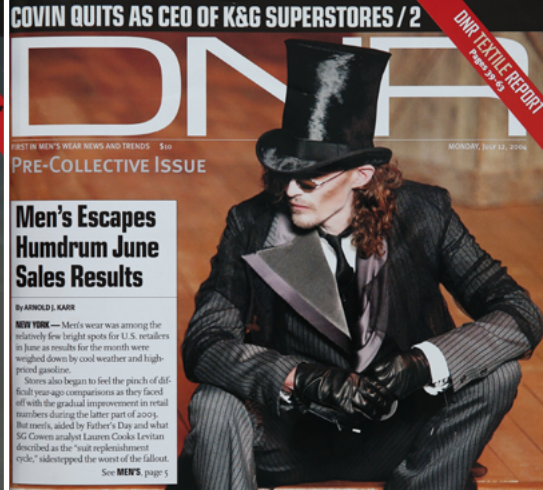 COVIN QUITS AS CEO OF K&G SUPERSTORES / 2
DNR TEXTILE REPORT
Pages 39-63
DNR
FIRST IN MEN'S WEAR NEWS AND TRENDS $10
MONDAY, JULY 12, 2004
PRE-COLLECTIVE ISSUE
Men's Escapes
Humdrum June
Sales Results
By ARNOLD J. KARR
NEW YORK — Men's wear was among the
relatively few bright spots for U.S. retailers
in June as results for the month were
weighed down by cool weather and high-
priced gasoline.
Stores also began to feel the pinch of dif-
ficult year-ago comparisons as they faced
off with the gradual improvement in retail
numbers during the latter part of 2003.
But men's, aided by Father's Day and what
SG Cowen analyst Lauren Cooks Levitan
described as the "suit replenishment
cycle," sidestepped the worst of the fallout.
See MEN'S, page 5